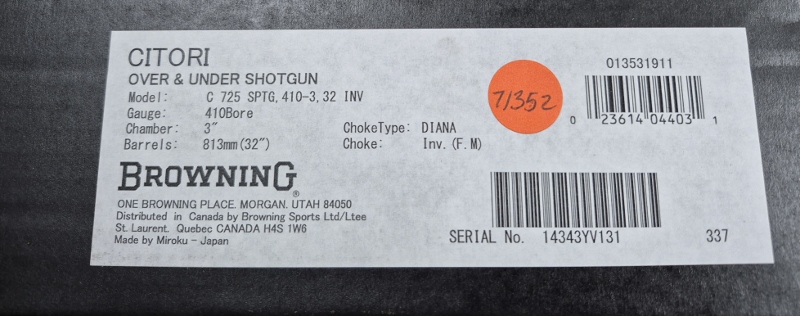 CITORI
OVER & UNDER SHOTGUN
Model: C 725 SPTG, 410-3, 32 INV
Gauge: 410Bore
Chamber: 3" ChokeType: DIANA
Barrels: 813mm(32") Choke: Inv. (F.M)
BROWNING®
ONE BROWNING PLACE. MORGAN. UTAH 84050
Distributed in Canada by Browning Sports Ltd/Ltee
St. Laurent. Quebec CANADA H4S 1W6
Made by Miroku - Japan
71352
013531911
0 23614 04403 1
SERIAL No. 14343YV131 337